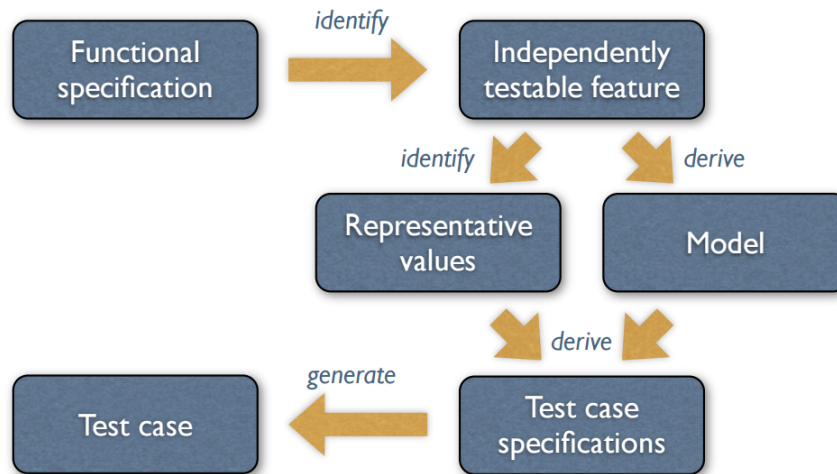 identify
Functional
specification
Independently
testable feature
identify
derive
Representative
values
Model
derive
generate
Test case
Test case
specifications